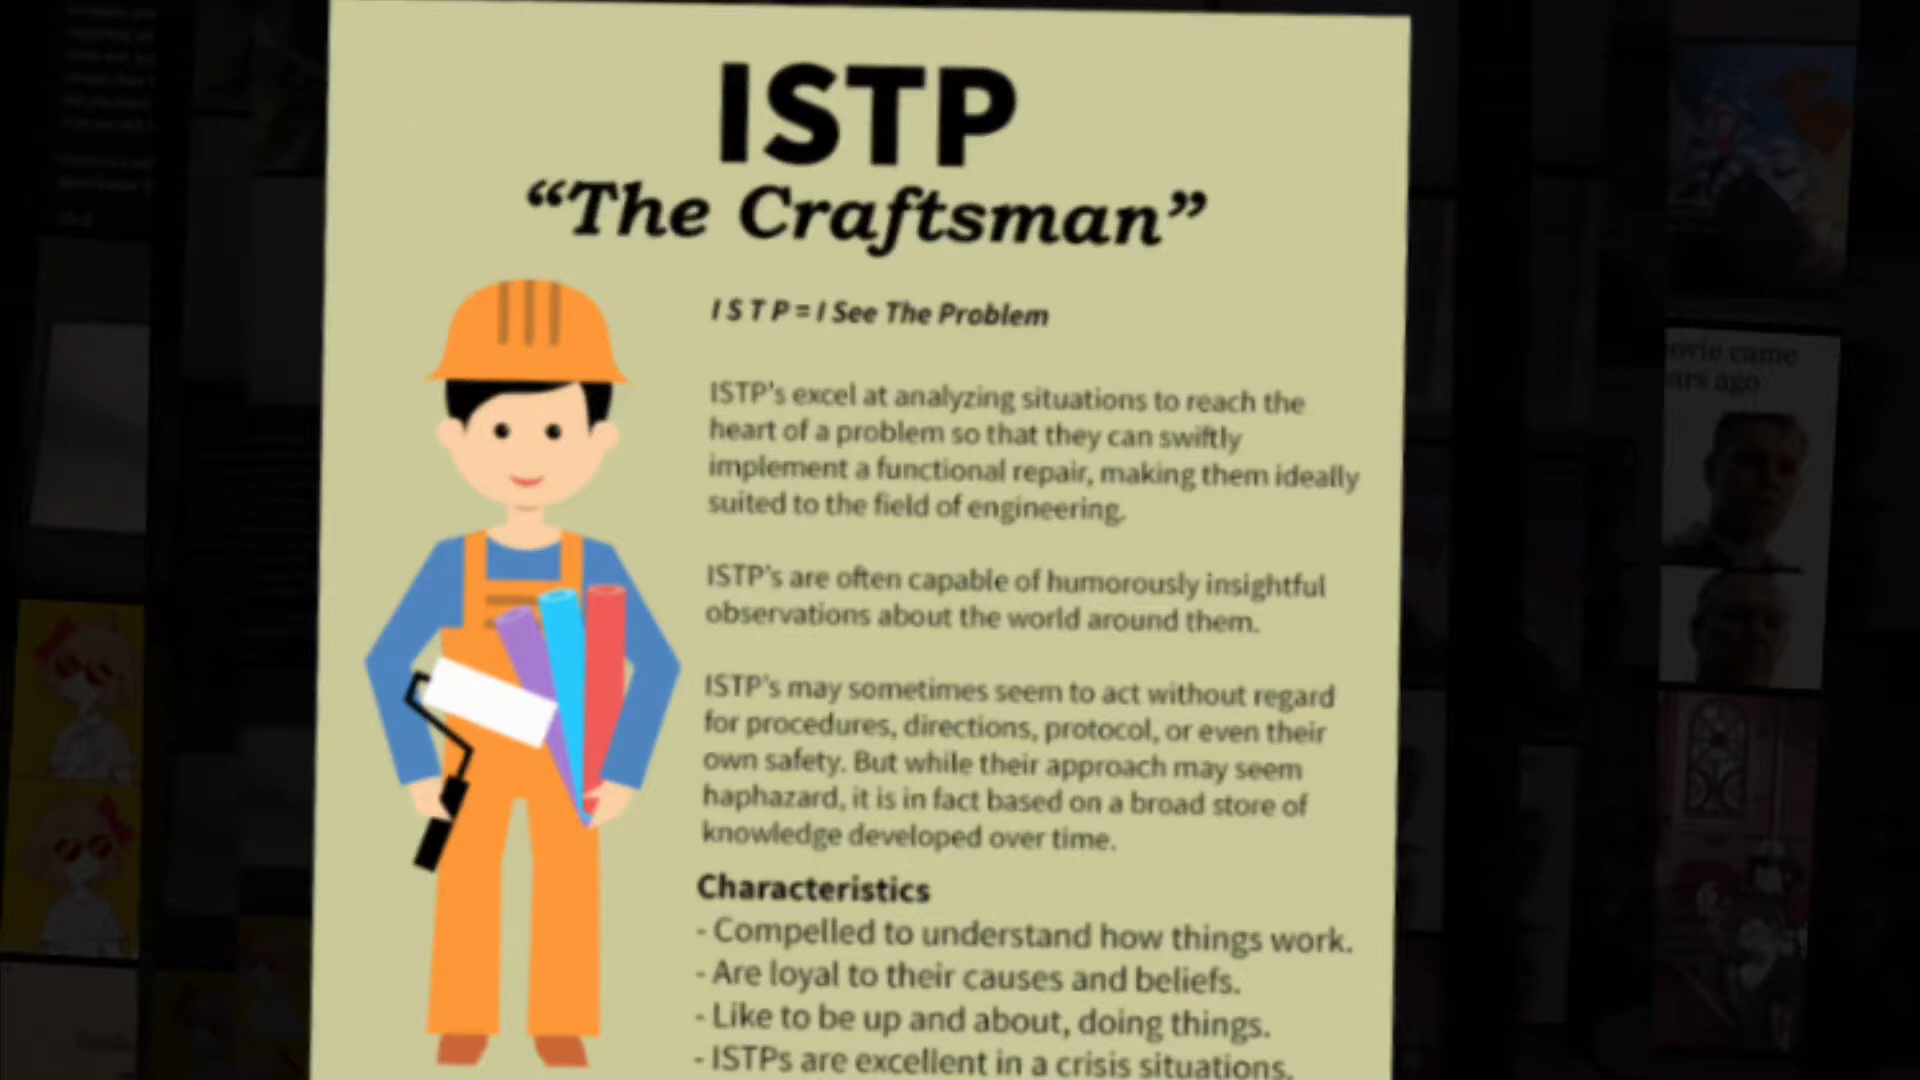 ISTP
“The Craftsman”
I S T P = I See The Problem
ISTP's excel at analyzing situations to reach the
heart of a problem so that they can swiftly
implement a functional repair, making them ideally
suited to the field of engineering.
ISTP's are often capable of humorously insightful
observations about the world around them.
ISTP's may sometimes seem to act without regard
for procedures, directions, protocol, or even their
own safety. But while their approach may seem
haphazard, it is in fact based on a broad store of
knowledge developed over time.
Characteristics
- Compelled to understand how things work.
- Are loyal to their causes and beliefs.
- Like to be up and about, doing things.
- ISTPs are excellent in a crisis situations.
ovie came
ars ago